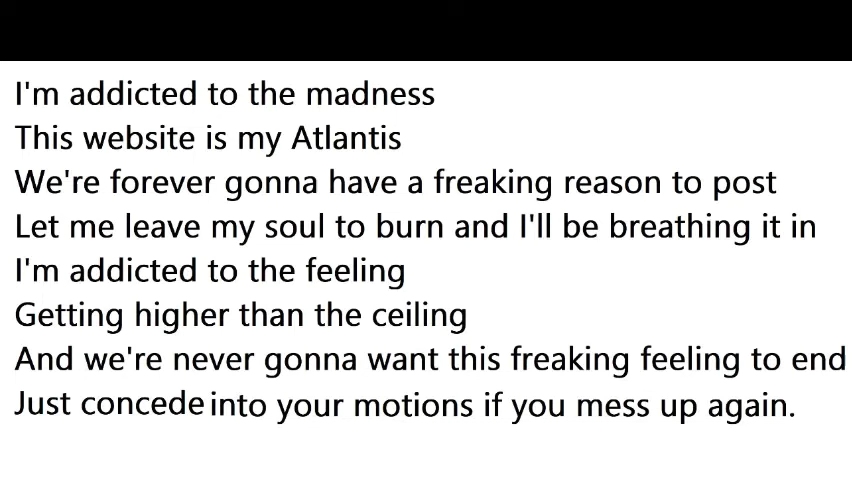 I'm addicted to the madness
This website is my Atlantis
We're forever gonna have a freaking reason to post
Let me leave my soul to burn and I'll be breathing it in
I'm addicted to the feeling
Getting higher than the ceiling
And we're never gonna want this freaking feeling to end
Just concede into your motions if you mess up again.